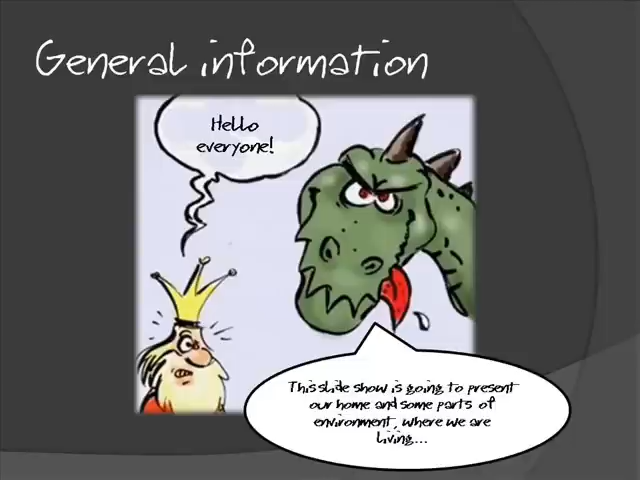 General information
Hello
everyone!
This slide show is going to present
our home and some parts of
environment, where we are
living...